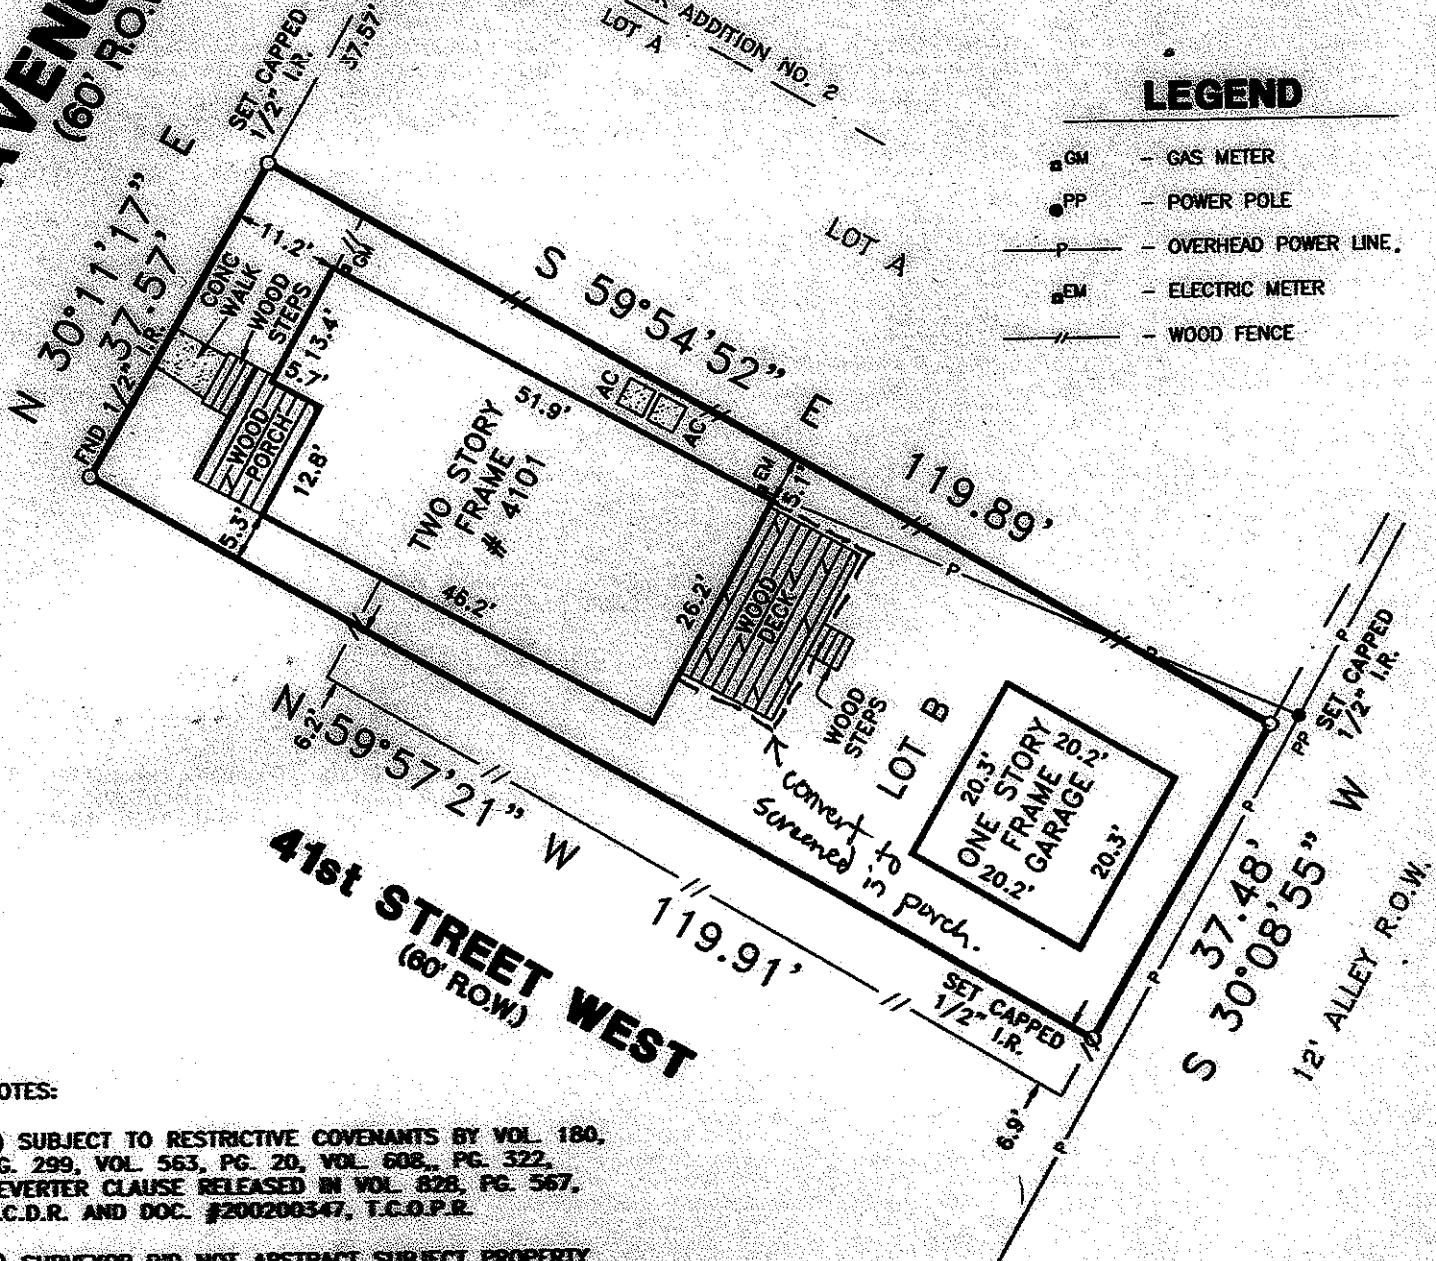 (60' R.O.W
SET CAPPED
1/2" I.R.
37.57'
ADDITION NO. 2
LOT A
LEGEND
GM - GAS METER
PP - POWER POLE
P - OVERHEAD POWER LINE.
EM - ELECTRIC METER
// - WOOD FENCE
LOT A
N 30°11'17" E
37.57'
FND 1/2" I.R.
11.2'
GM
CONC
WALK
WOOD
STEPS
13.4'
5.7'
WOOD
PORCH
12.8'
5.3'
S 59°54'52" E
119.89'
51.9'
AC
AC
TWO STORY
FRAME
# 4101
EM
5.1'
46.2'
26.2'
WOOD
DECK
WOOD
STEPS
P
P
LOT B
convert to
screened in porch.
20.2'
20.3'
ONE STORY
FRAME
GARAGE
20.3'
20.2'
P
SET CAPPED
1/2" I.R.
PP
P
37.48'
S 30°08'55" W
12' ALLEY R.O.W.
P
P
6.2'
N 59°57'21" W
119.91'
41st STREET WEST
(60' R.O.W.)
SET CAPPED
1/2" I.R.
6.9'
OTES:
) SUBJECT TO RESTRICTIVE COVENANTS BY VOL. 180,
G. 299, VOL. 563, PG. 20, VOL. 608,, PG. 322,
EVERTER CLAUSE RELEASED IN VOL. 828, PG. 567,
.C.D.R. AND DOC. #200200347, T.C.O.P.R.
SURVEYOR DID NOT ABSTRACT SUBJECT PROPERTY